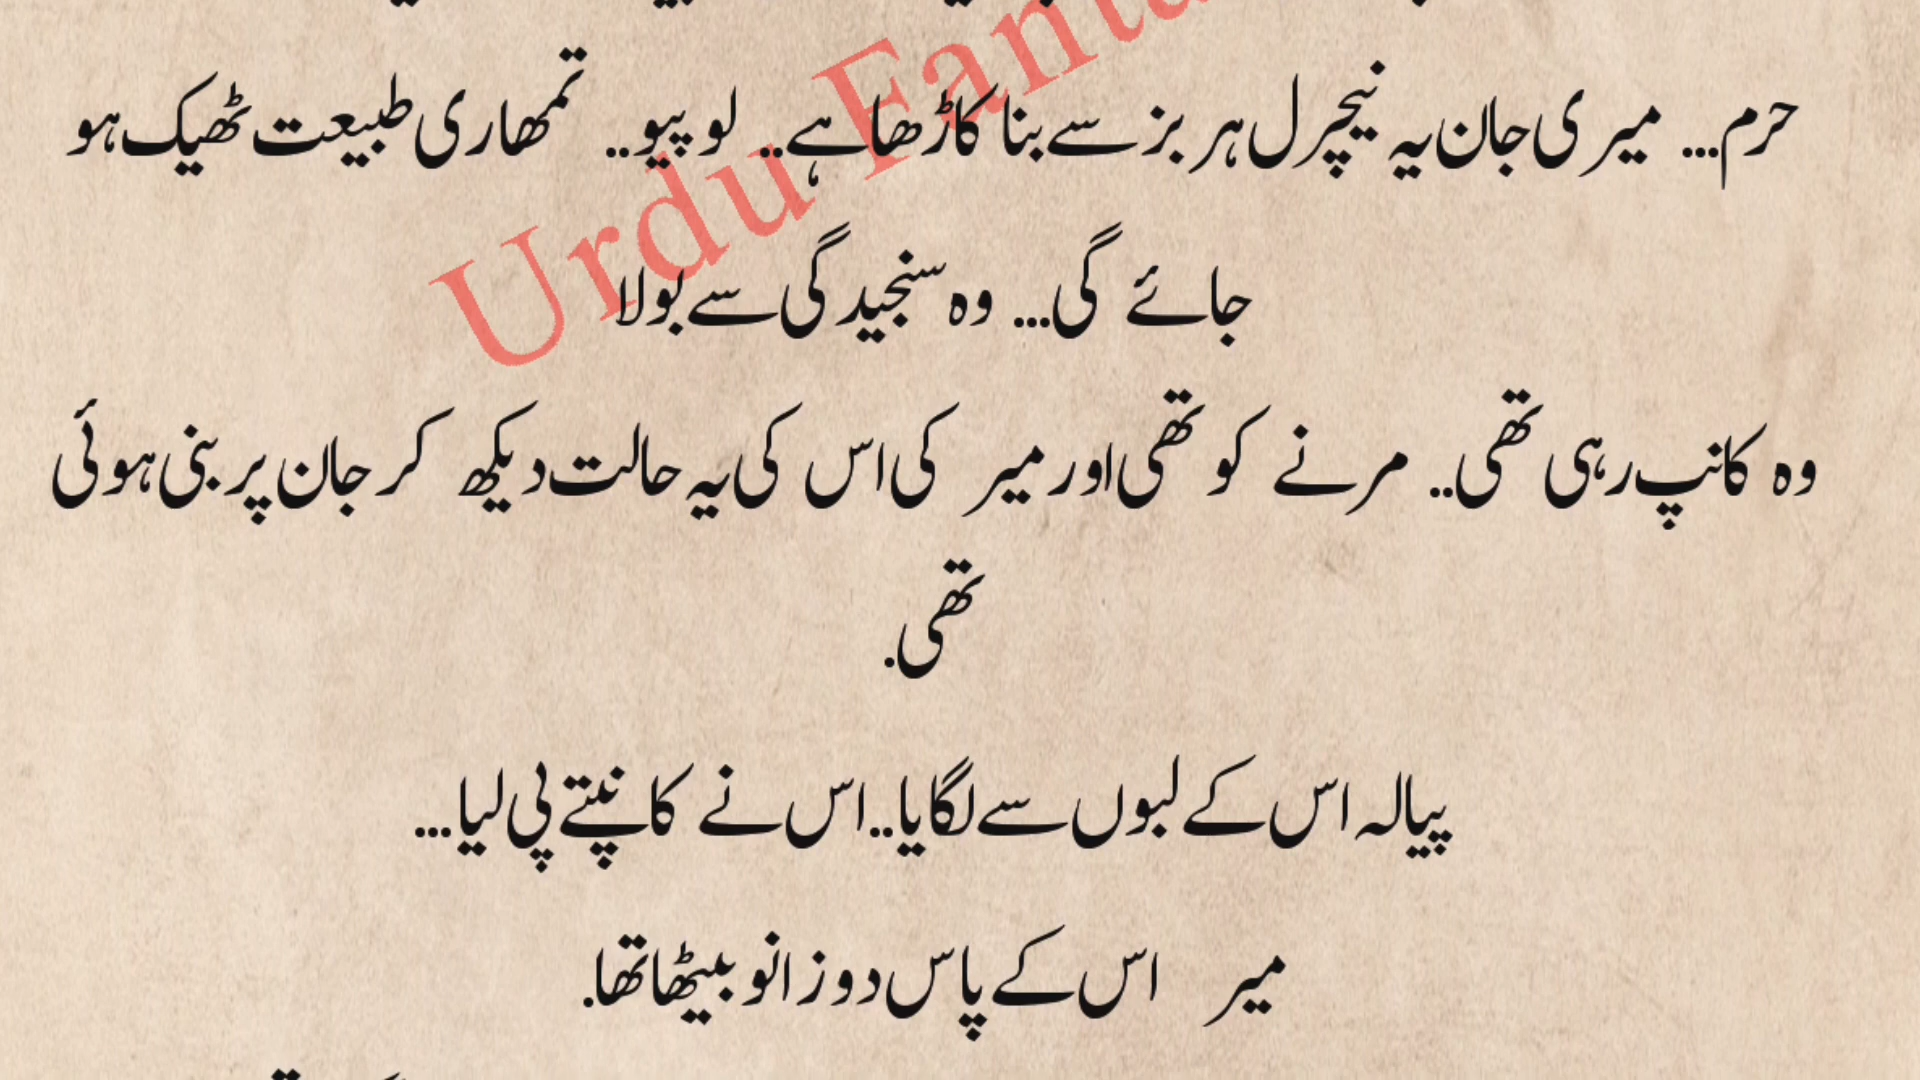 حرم... میری جان یہ نیچرل ہربز سے بنا کاڑھا ہے.. لو پیو.. تمھاری طبیعت ٹھیک ہو
جائے گی... وہ سنجیدگی سے بولا
وہ کانپ رہی تھی.. مرنے کو تھی اور میر کی اس کی یہ حالت دیکھ کر جان پر بنی ہوئی
تھی.
پیالہ اس کے لبوں سے لگایا..اس نے کانپتے پی لیا...
میر اس کے پاس دوزانو بیٹھا تھا.
Urdu